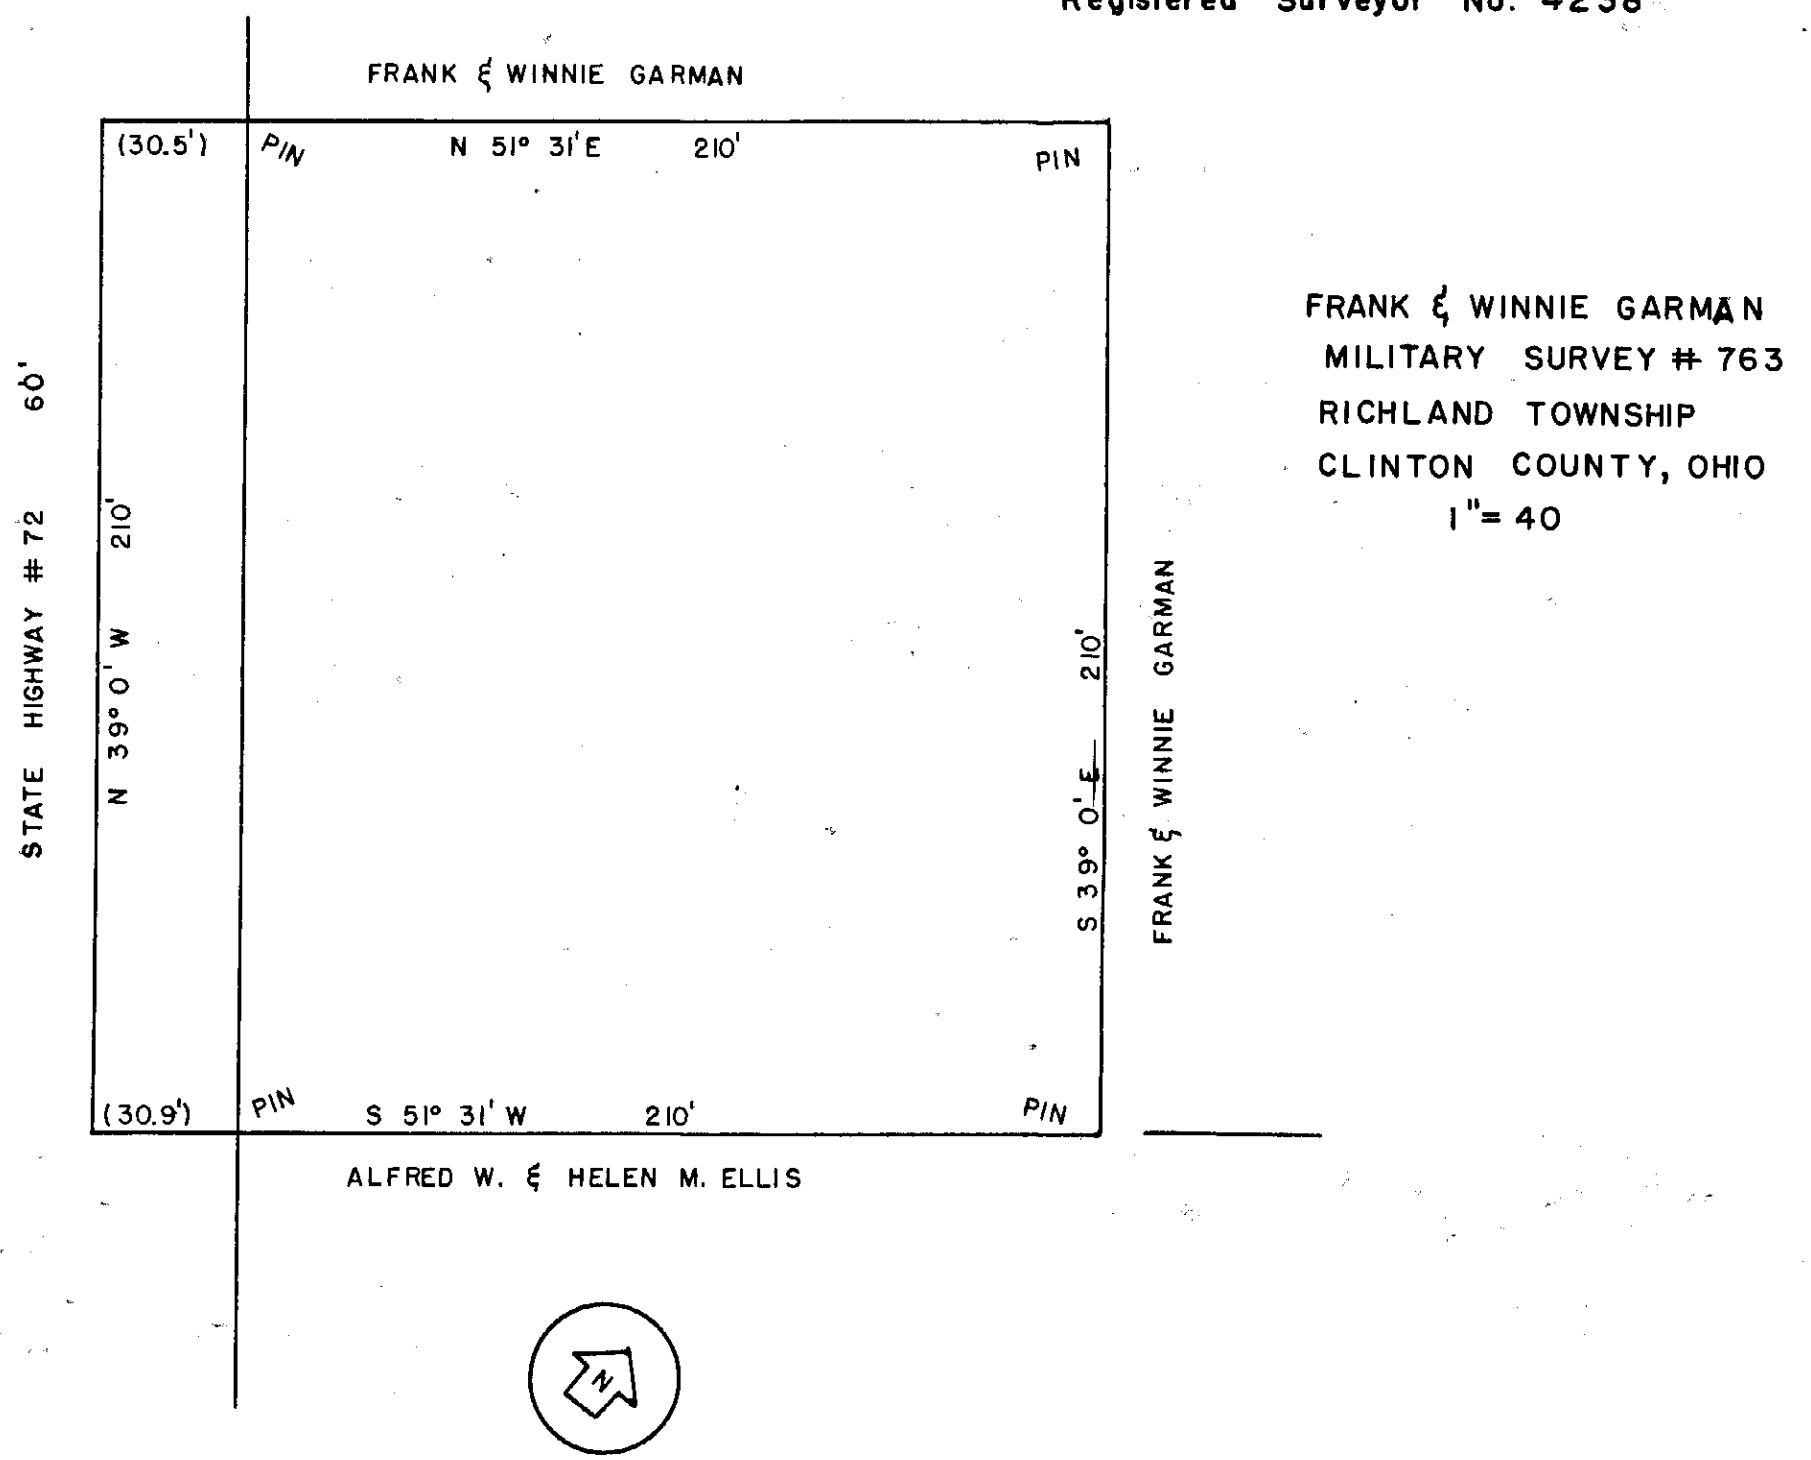 Registered Surveyor No. 4238
FRANK & WINNIE GARMAN
(30.5') PIN N 51° 31' E 210' PIN
STATE HIGHWAY # 72 60'
N 39° 0' W 210'
S 39° 0' E 210'
FRANK & WINNIE GARMAN
FRANK & WINNIE GARMAN
MILITARY SURVEY # 763
RICHLAND TOWNSHIP
CLINTON COUNTY, OHIO
1"= 40
(30.9') PIN S 51° 31' W 210' PIN
ALFRED W. & HELEN M. ELLIS
N